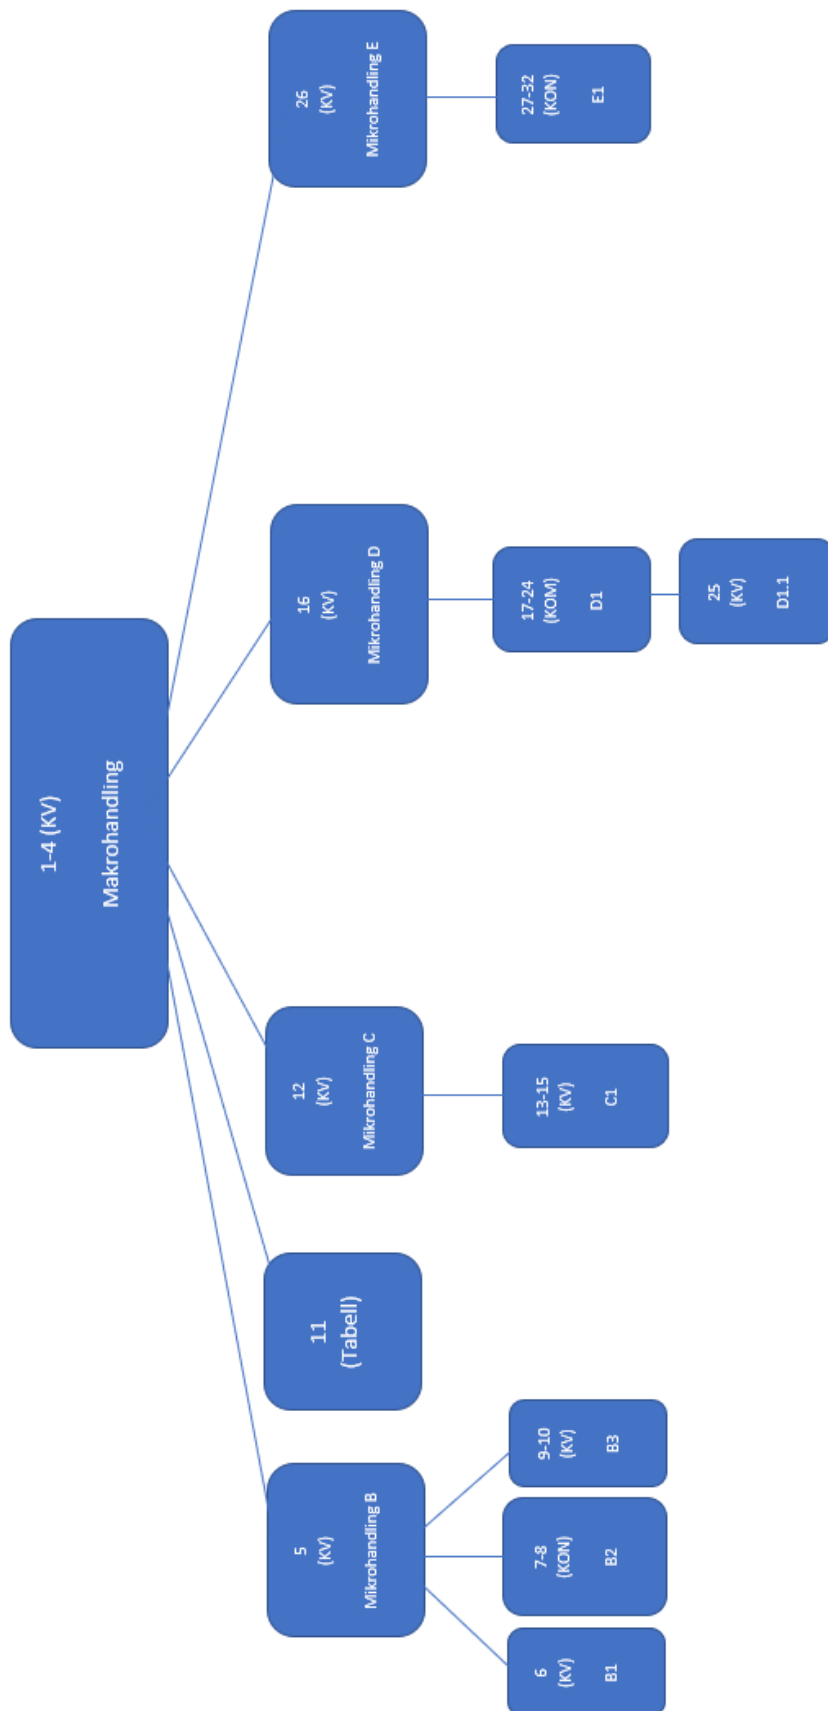 1-4 (KV)
Makrohandling
5
(KV)
Mikrohandling B
11
(Tabell)
12
(KV)
Mikrohandling C
16
(KV)
Mikrohandling D
26
(KV)
Mikrohandling E
6
(KV)
B1
7-8
(KON)
B2
9-10
(KV)
B3
13-15
(KV)
C1
17-24
(KOM)
D1
27-32
(KON)
E1
25
(KV)
D1.1